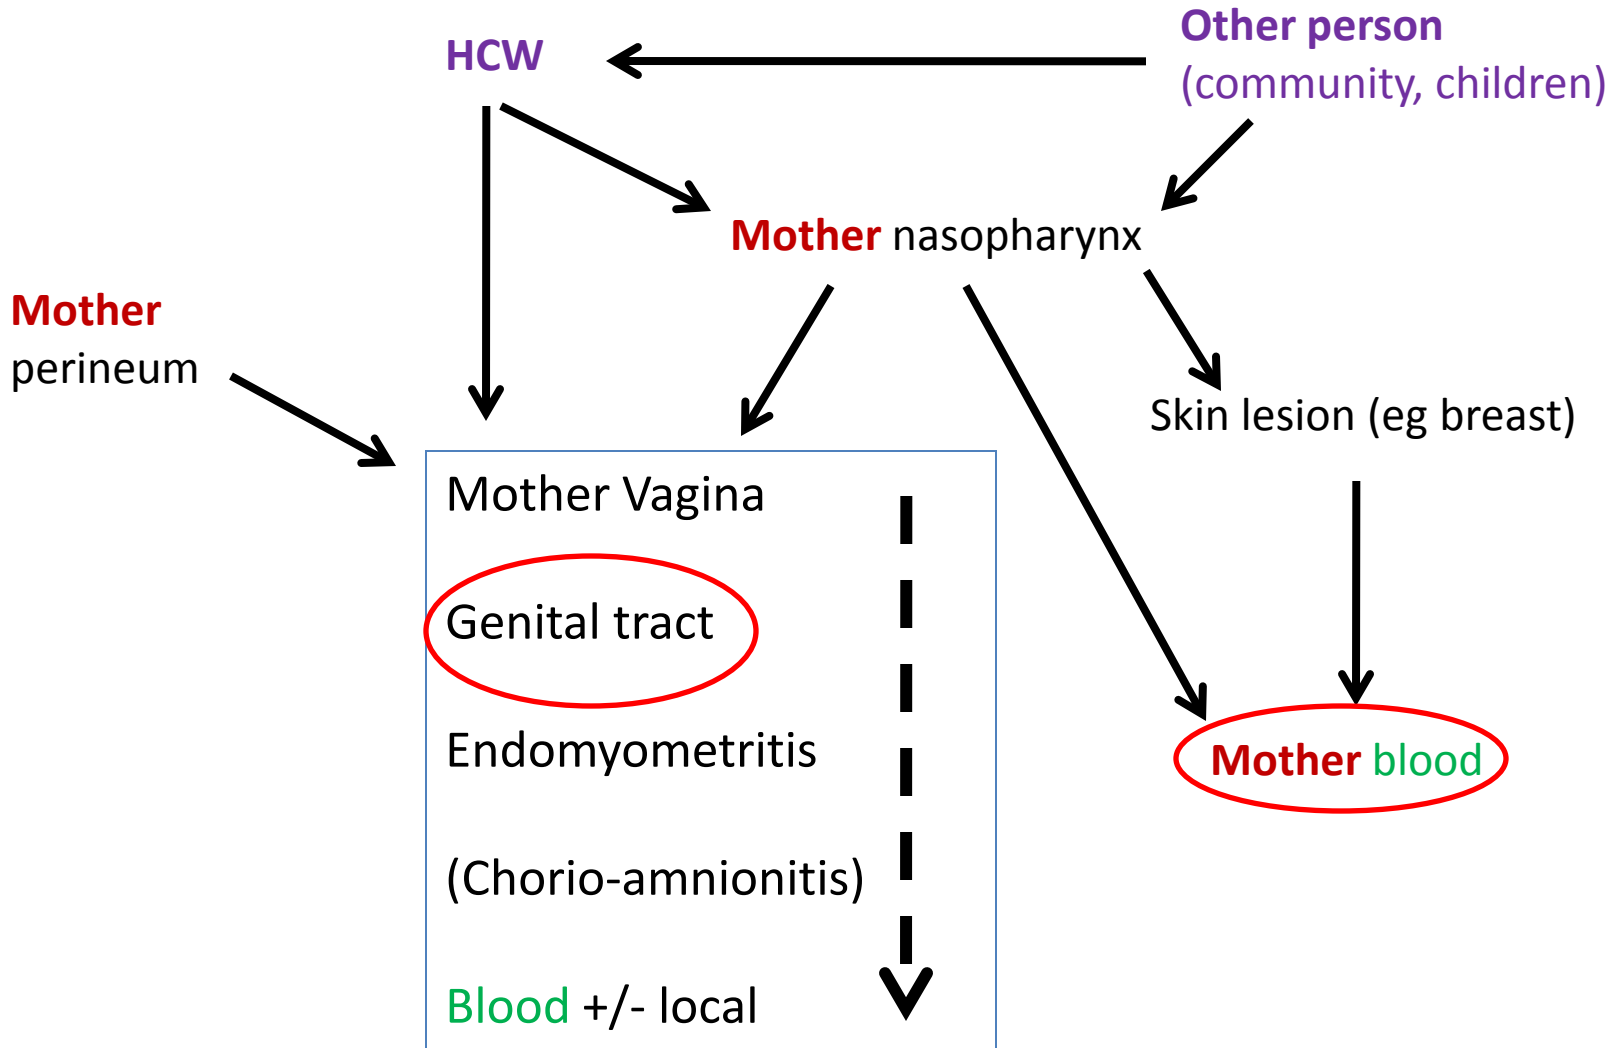 HCW
Other person
(community, children)
Mother nasopharynx
Mother
perineum
Skin lesion (eg breast)
Mother Vagina
Genital tract
Endomyometritis
Mother blood
(Chorio-amnionitis)
Blood +/- local